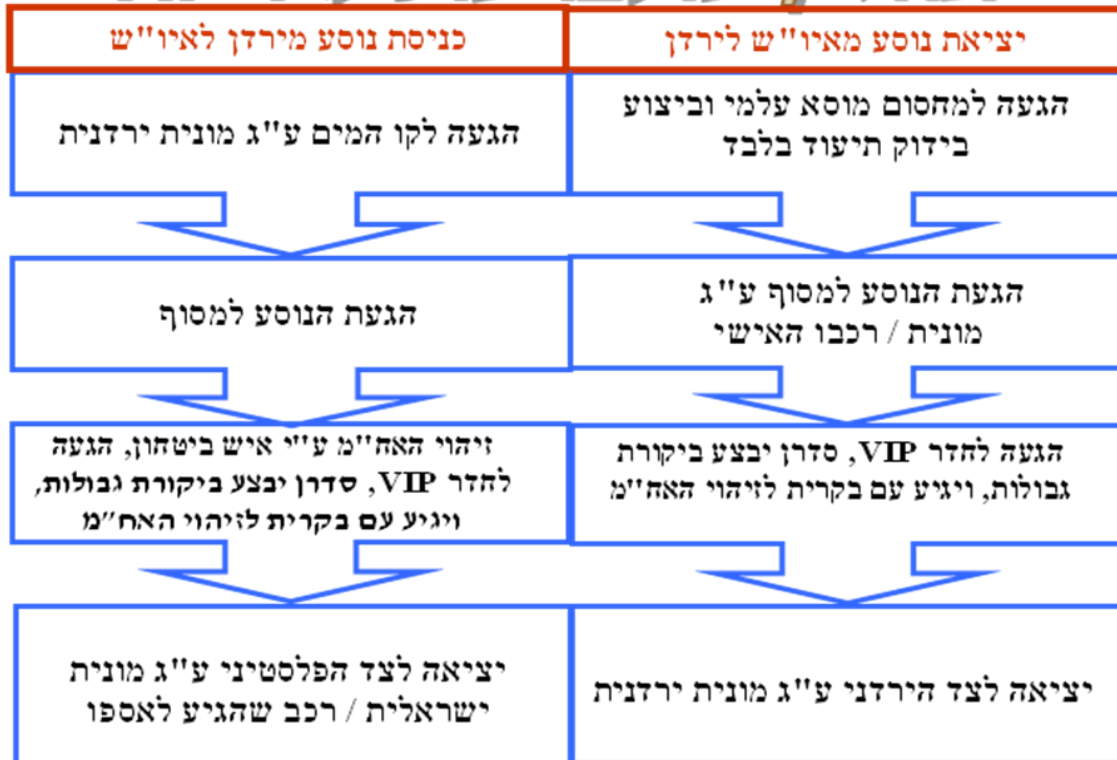 יציאת נוסע מאיו"ש לירדן
הגעה למחסום מוסא עלמי וביצוע
בידוק תיעוד בלבד
הגעת הנוסע למסוף ע"ג
מונית / רכבו האישי
הגעה לחדר VIP, סדרן יבצע ביקורת
גבולות, ויגיע עם בקרית לזיהוי האח"מ
יציאה לצד הירדני ע"ג מונית ירדנית
כניסת נוסע מירדן לאיו"ש
הגעה לקו המים ע"ג מונית ירדנית
הגעת הנוסע למסוף
זיהוי האח"מ ע"י איש ביטחון, הגעה
לחדר VIP, סדרן יבצע ביקורת גבולות,
ויגיע עם בקרית לזיהוי האח"מ
יציאה לצד הפלסטיני ע"ג מונית
ישראלית / רכב שהגיע לאספו